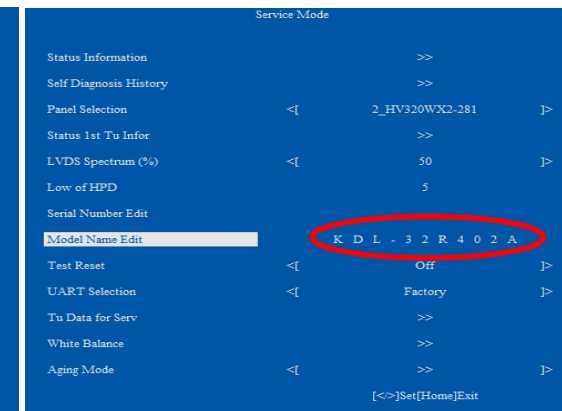 Service Mode
Status Information >>
Self Diagnosis History >>
Panel Selection <[ 2_HV320WX2-281 ]>
Status 1st Tu Infor >>
LVDS Spectrum (%) <[ 50 ]>
Low of HPD 5
Serial Number Edit
Model Name Edit K D L - 3 2 R 4 0 2 A
Test Reset <[ Off ]>
UART Selection <[ Factory ]>
Tu Data for Serv >>
White Balance >>
Aging Mode <[ >> ]>
[</>]Set[Home]Exit